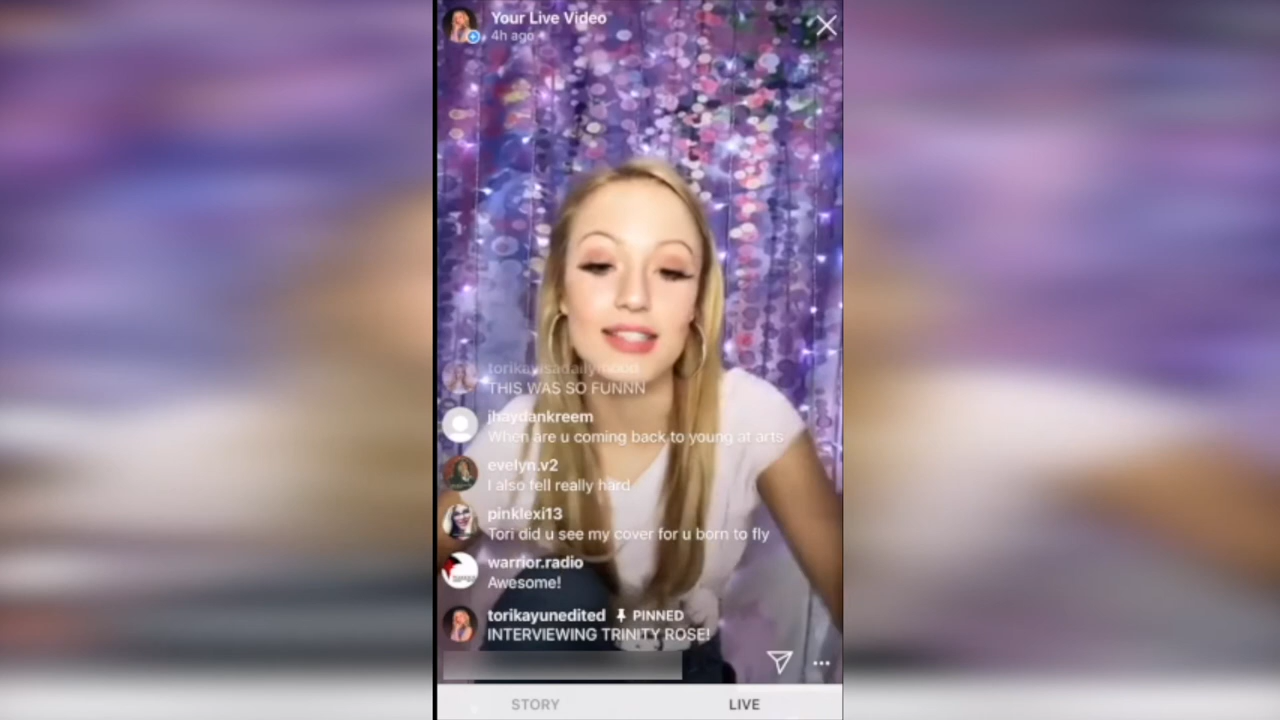 Your Live Video
4h ago
torikayisadailymood
THIS WAS SO FUNNN
jhaydankreem
When are u coming back to young at arts
evelyn.v2
I also fell really hard
pinklexi13
Tori did u see my cover for u born to fly
warrior.radio
Awesome!
torikayunedited PINNED
INTERVIEWING TRINITY ROSE!
STORY LIVE